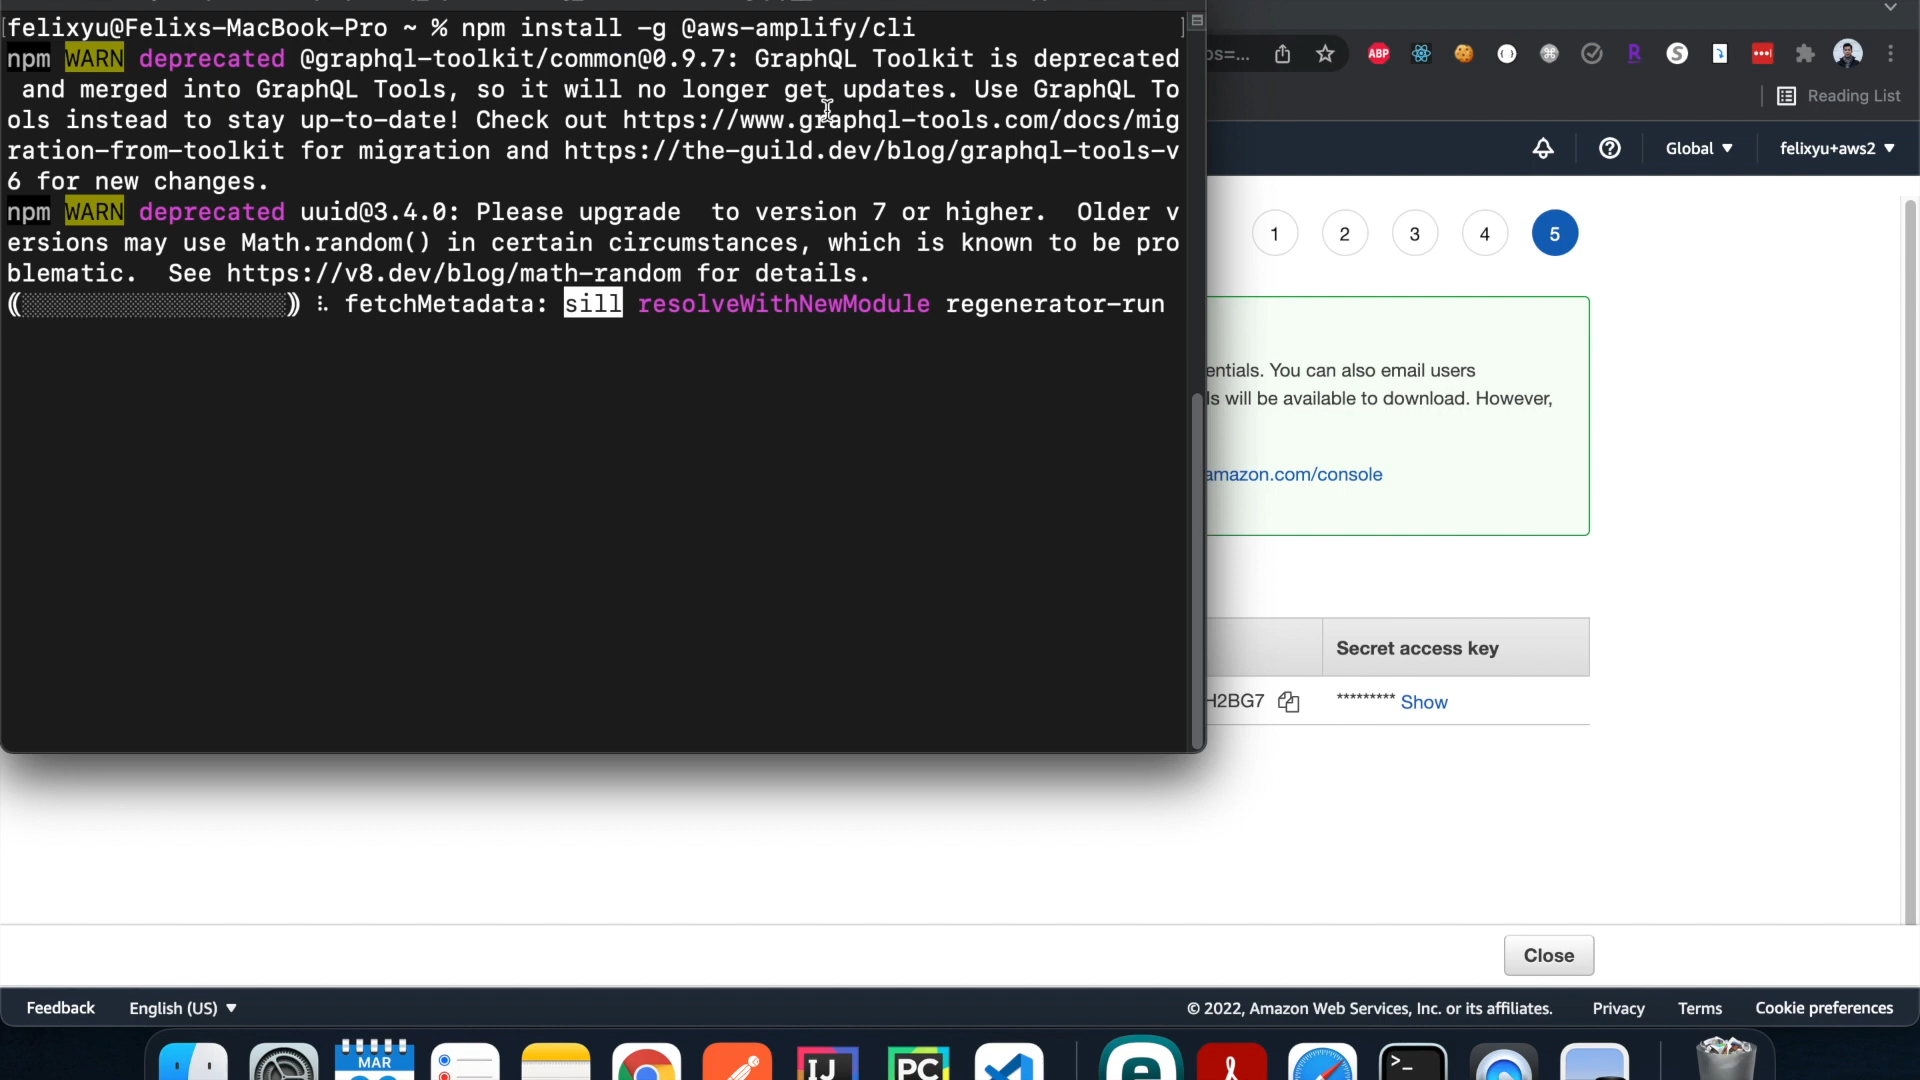 felixyu@Felixs-MacBook-Pro ~ % npm install -g @aws-amplify/cli
npm WARN deprecated @graphql-toolkit/common@0.9.7: GraphQL Toolkit is deprecated
and merged into GraphQL Tools, so it will no longer get updates. Use GraphQL To
ols instead to stay up-to-date! Check out https://www.graphql-tools.com/docs/mig
ration-from-toolkit for migration and https://the-guild.dev/blog/graphql-tools-v
6 for new changes.
npm WARN deprecated uuid@3.4.0: Please upgrade  to version 7 or higher.  Older v
ersions may use Math.random() in certain circumstances, which is known to be pro
blematic.  See https://v8.dev/blog/math-random for details.
fetchMetadata: sill resolveWithNewModule regenerator-run
ABP
Reading List
Global
felixyu+aws2
1 2 3 4 5
entials. You can also email users
ls will be available to download. However,
amazon.com/console
Secret access key
H2BG7
********* Show
Close
Feedback
English (US)
© 2022, Amazon Web Services, Inc. or its affiliates.
Privacy
Terms
Cookie preferences
MAR
IJ
PC